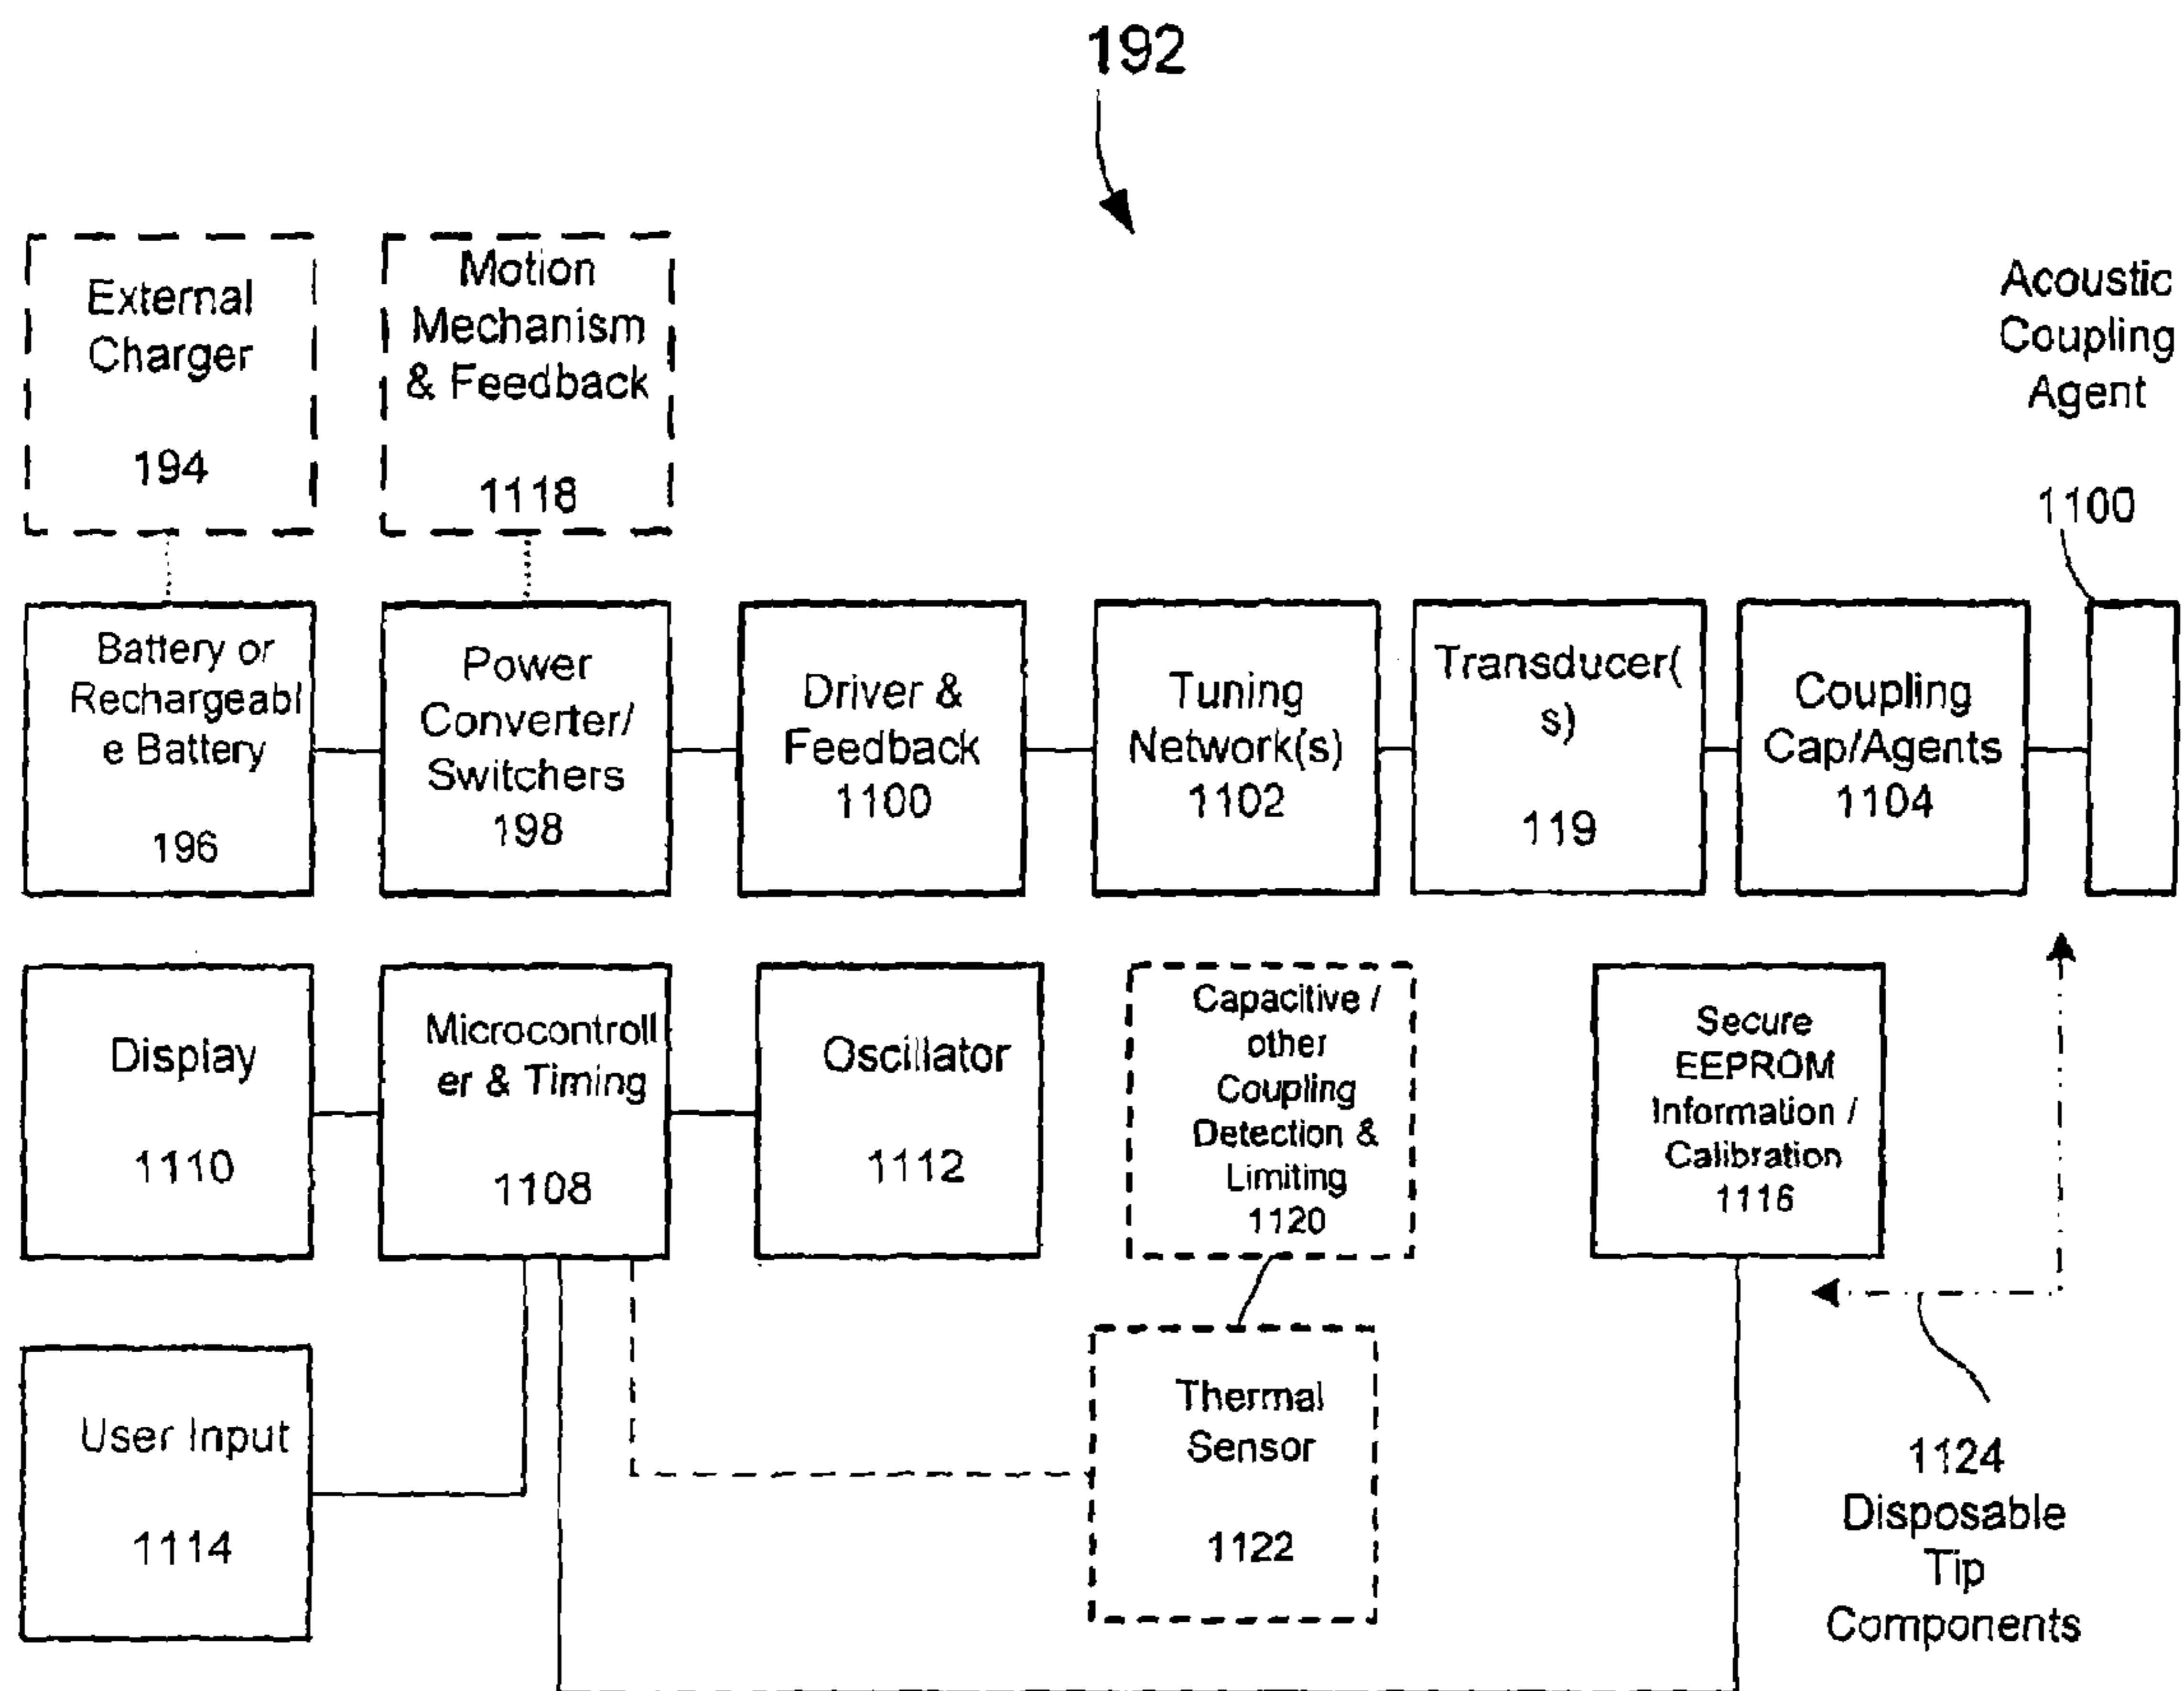 192
External
Charger
194
Motion
Mechanism
& Feedback
1118
Acoustic
Coupling
Agent
1100
Battery or
Rechargeabl
e Battery
196
Power
Converter/
Switchers
198
Driver &
Feedback
1100
Tuning
Network(s)
1102
Transducer(
s)
119
Coupling
Cap/Agents
1104
Display
1110
Microcontroll
er & Timing
1108
Oscillator
1112
Capacitive /
other
Coupling
Detection &
Limiting
1120
Secure
EEPROM
Information /
Calibration
1116
User Input
1114
Thermal
Sensor
1122
1124
Disposable
Tip
Components